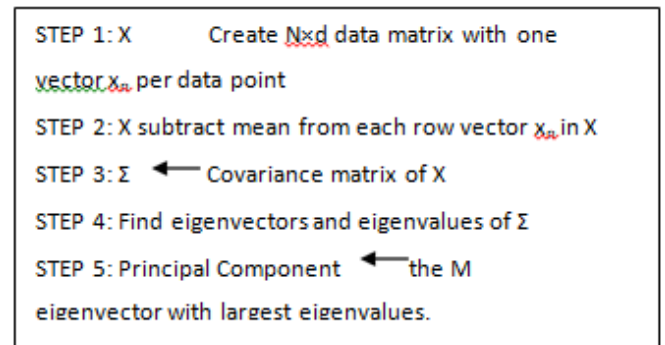 STEP 1: X Create N×d data matrix with one
vector xₙ per data point
STEP 2: X subtract mean from each row vector xₙ in X
STEP 3: Σ ← Covariance matrix of X
STEP 4: Find eigenvectors and eigenvalues of Σ
STEP 5: Principal Component ← the M
eigenvector with largest eigenvalues.